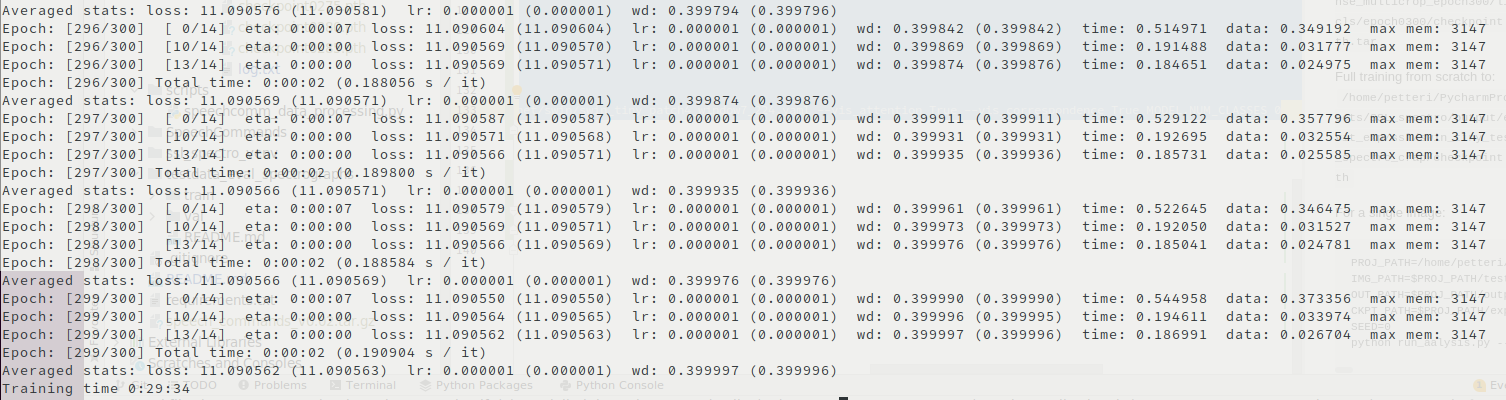 Averaged stats: loss: 11.090576 (11.090581)  lr: 0.000001 (0.000001)  wd: 0.399794 (0.399796)
Epoch: [296/300]  [ 0/14]  eta: 0:00:07  loss: 11.090604 (11.090604)  lr: 0.000001 (0.000001)  wd: 0.399842 (0.399842)  time: 0.514971  data: 0.349192  max mem: 3147
Epoch: [296/300]  [10/14]  eta: 0:00:00  loss: 11.090569 (11.090570)  lr: 0.000001 (0.000001)  wd: 0.399869 (0.399869)  time: 0.191488  data: 0.031777  max mem: 3147
Epoch: [296/300]  [13/14]  eta: 0:00:00  loss: 11.090569 (11.090571)  lr: 0.000001 (0.000001)  wd: 0.399874 (0.399876)  time: 0.184651  data: 0.024975  max mem: 3147
Epoch: [296/300] Total time: 0:00:02 (0.188056 s / it)
Averaged stats: loss: 11.090569 (11.090571)  lr: 0.000001 (0.000001)  wd: 0.399874 (0.399876)
Epoch: [297/300]  [ 0/14]  eta: 0:00:07  loss: 11.090587 (11.090587)  lr: 0.000001 (0.000001)  wd: 0.399911 (0.399911)  time: 0.529122  data: 0.357796  max mem: 3147
Epoch: [297/300]  [10/14]  eta: 0:00:00  loss: 11.090571 (11.090568)  lr: 0.000001 (0.000001)  wd: 0.399931 (0.399931)  time: 0.192695  data: 0.032554  max mem: 3147
Epoch: [297/300]  [13/14]  eta: 0:00:00  loss: 11.090566 (11.090571)  lr: 0.000001 (0.000001)  wd: 0.399935 (0.399936)  time: 0.185731  data: 0.025585  max mem: 3147
Epoch: [297/300] Total time: 0:00:02 (0.189800 s / it)
Averaged stats: loss: 11.090566 (11.090571)  lr: 0.000001 (0.000001)  wd: 0.399935 (0.399936)
Epoch: [298/300]  [ 0/14]  eta: 0:00:07  loss: 11.090579 (11.090579)  lr: 0.000001 (0.000001)  wd: 0.399961 (0.399961)  time: 0.522645  data: 0.346475  max mem: 3147
Epoch: [298/300]  [10/14]  eta: 0:00:00  loss: 11.090569 (11.090571)  lr: 0.000001 (0.000001)  wd: 0.399973 (0.399973)  time: 0.192050  data: 0.031527  max mem: 3147
Epoch: [298/300]  [13/14]  eta: 0:00:00  loss: 11.090566 (11.090569)  lr: 0.000001 (0.000001)  wd: 0.399976 (0.399976)  time: 0.185041  data: 0.024781  max mem: 3147
Epoch: [298/300] Total time: 0:00:02 (0.188584 s / it)
Averaged stats: loss: 11.090566 (11.090569)  lr: 0.000001 (0.000001)  wd: 0.399976 (0.399976)
Epoch: [299/300]  [ 0/14]  eta: 0:00:07  loss: 11.090550 (11.090550)  lr: 0.000001 (0.000001)  wd: 0.399990 (0.399990)  time: 0.544958  data: 0.373356  max mem: 3147
Epoch: [299/300]  [10/14]  eta: 0:00:00  loss: 11.090564 (11.090565)  lr: 0.000001 (0.000001)  wd: 0.399996 (0.399995)  time: 0.194611  data: 0.033974  max mem: 3147
Epoch: [299/300]  [13/14]  eta: 0:00:00  loss: 11.090562 (11.090563)  lr: 0.000001 (0.000001)  wd: 0.399997 (0.399996)  time: 0.186991  data: 0.026704  max mem: 3147
Epoch: [299/300] Total time: 0:00:02 (0.190904 s / it)
Averaged stats: loss: 11.090562 (11.090563)  lr: 0.000001 (0.000001)  wd: 0.399997 (0.399996)
Training time 0:29:34
log.txt
scripts
speechcomm_data_processing.py
train
README.md
.gitignore
External Libraries
Scratches and Consoles
TODO
Problems
Terminal
Python Packages
Python Console
Full training from scratch to:
SEED=0